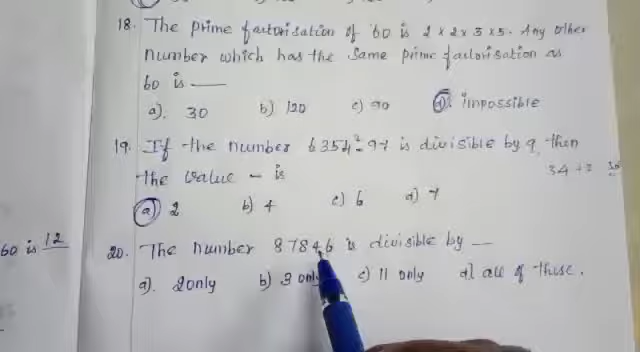 18. The prime factorisation of 60 is 2 x 2 x 3 x 5. Any other
number which has the same prime factorisation as
60 is ___
a). 30 b) 120 c) 90 d). impossible
19. If the number 6354 - 97 is divisible by 9, then
2
the value - is
34 + 2
a) 2 b) 4 c) 6 d) 7
60 is 12
20. The number 87846 is divisible by __
a). 2 only b) 3 only c) 11 only d) all of these.